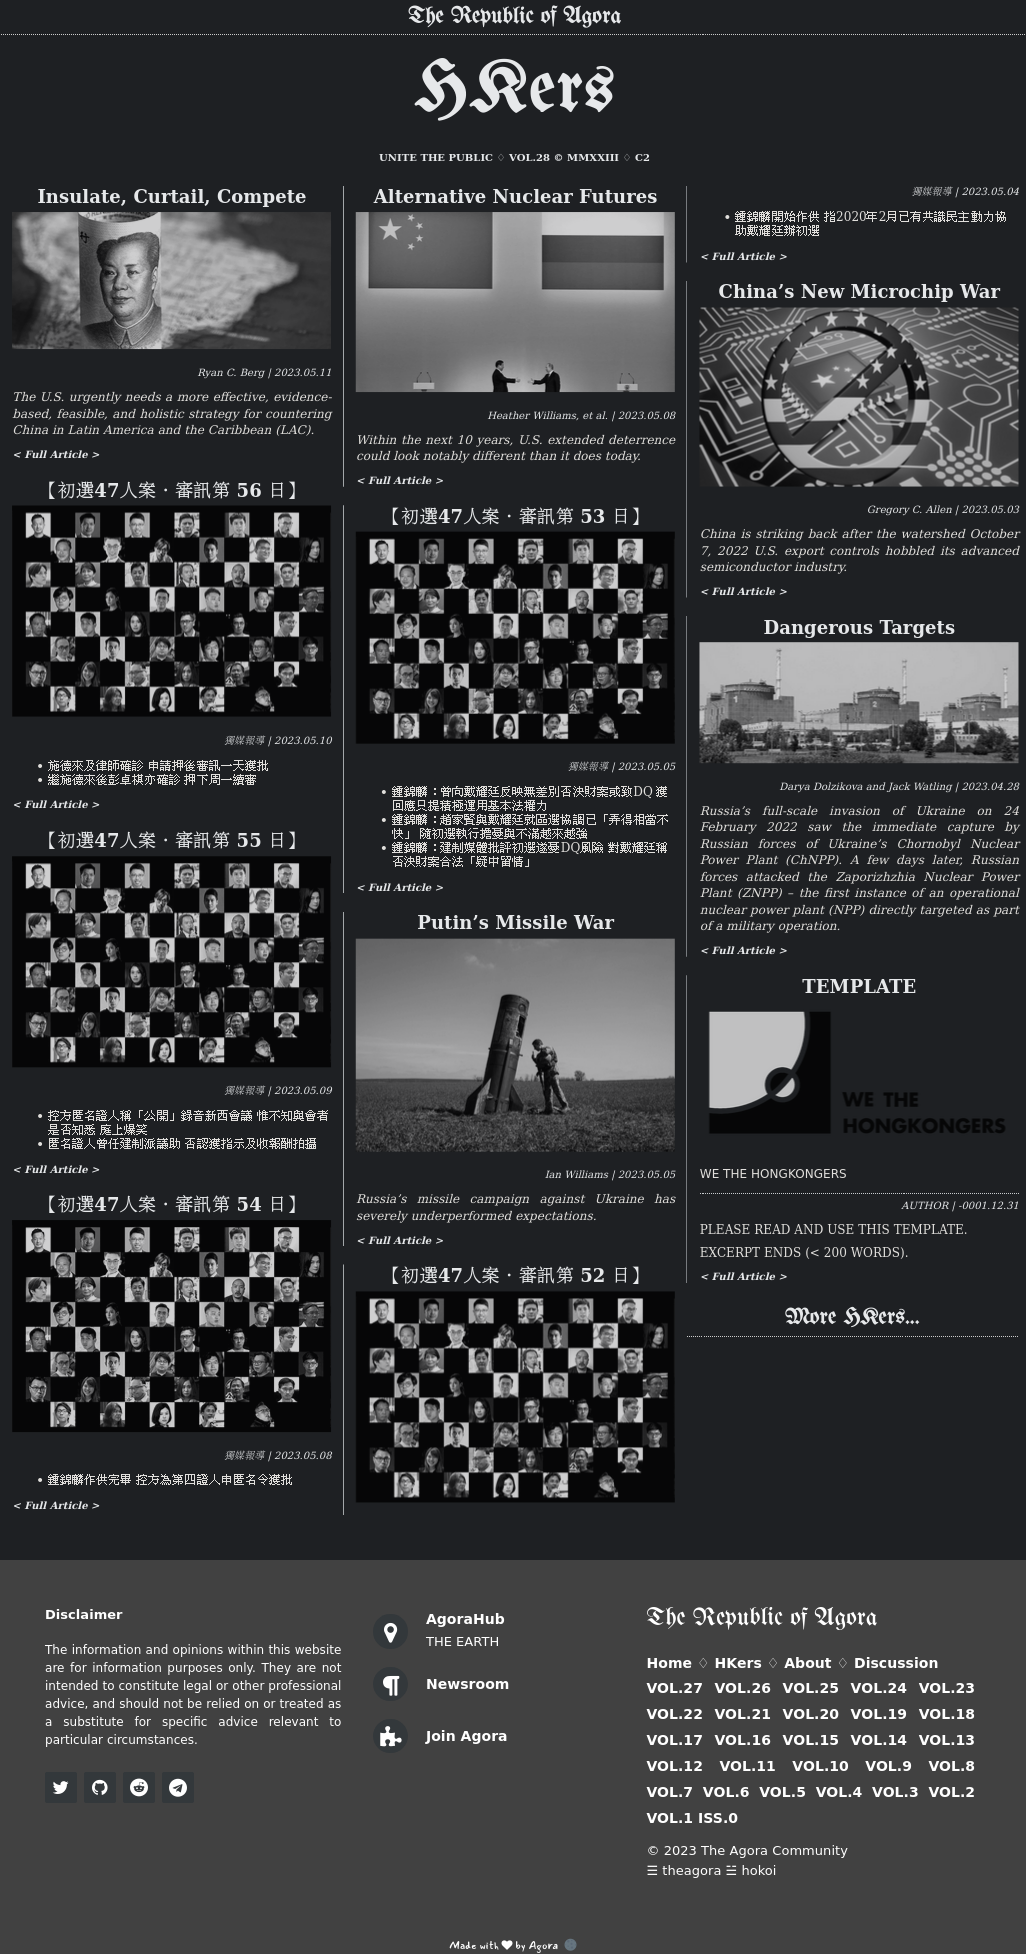 The Republic of Agora
HKers
UNITE THE PUBLIC ♢ VOL.28 © MMXXIII ♢ C2
Insulate, Curtail, Compete
Ryan C. Berg | 2023.05.11
The U.S. urgently needs a more effective, evidence-
based, feasible, and holistic strategy for countering
China in Latin America and the Caribbean (LAC).
< Full Article >
【初選47人案・審訊第 56 日】
獨媒報導 | 2023.05.10
• 施德來及律師確診 申請押後審訊一天獲批
• 繼施德來後彭卓棋亦確診 押下周一續審
< Full Article >
【初選47人案・審訊第 55 日】
獨媒報導 | 2023.05.09
• 控方匿名證人稱「公開」錄音新西會議 惟不知與會者
是否知悉 庭上爆笑
• 匿名證人曾任建制派議助 否認獲指示及收報酬拍攝
< Full Article >
【初選47人案・審訊第 54 日】
獨媒報導 | 2023.05.08
• 鍾錦麟作供完畢 控方為第四證人申匿名令獲批
< Full Article >
Alternative Nuclear Futures
Heather Williams, et al. | 2023.05.08
Within the next 10 years, U.S. extended deterrence
could look notably different than it does today.
< Full Article >
【初選47人案・審訊第 53 日】
獨媒報導 | 2023.05.05
• 鍾錦麟：曾向戴耀廷反映無差別否決財案或致DQ 獲
回應只提積極運用基本法權力
• 鍾錦麟：趙家賢與戴耀廷就區選協調已「弄得相當不
快」 隨初選執行擔憂與不滿越來越強
• 鍾錦麟：建制媒體批評初選遂憂DQ風險 對戴耀廷稱
否決財案合法「疑中留情」
< Full Article >
Putin’s Missile War
Ian Williams | 2023.05.05
Russia’s missile campaign against Ukraine has
severely underperformed expectations.
< Full Article >
【初選47人案・審訊第 52 日】
獨媒報導 | 2023.05.04
• 鍾錦麟開始作供 指2020年2月已有共識民主動力協
助戴耀廷辦初選
< Full Article >
China’s New Microchip War
Gregory C. Allen | 2023.05.03
China is striking back after the watershed October
7, 2022 U.S. export controls hobbled its advanced
semiconductor industry.
< Full Article >
Dangerous Targets
Darya Dolzikova and Jack Watling | 2023.04.28
Russia’s full-scale invasion of Ukraine on 24
February 2022 saw the immediate capture by
Russian forces of Ukraine’s Chornobyl Nuclear
Power Plant (ChNPP). A few days later, Russian
forces attacked the Zaporizhzhia Nuclear Power
Plant (ZNPP) – the first instance of an operational
nuclear power plant (NPP) directly targeted as part
of a military operation.
< Full Article >
TEMPLATE
WE THE
HONGKONGERS
WE THE HONGKONGERS
AUTHOR | -0001.12.31
PLEASE READ AND USE THIS TEMPLATE.
EXCERPT ENDS (< 200 WORDS).
< Full Article >
More HKers...
Disclaimer
The information and opinions within this website
are for information purposes only. They are not
intended to constitute legal or other professional
advice, and should not be relied on or treated as
a substitute for specific advice relevant to
particular circumstances.
AgoraHub
THE EARTH
Newsroom
Join Agora
The Republic of Agora
Home ♢ HKers ♢ About ♢ Discussion
VOL.27 VOL.26 VOL.25 VOL.24 VOL.23
VOL.22 VOL.21 VOL.20 VOL.19 VOL.18
VOL.17 VOL.16 VOL.15 VOL.14 VOL.13
VOL.12 VOL.11 VOL.10 VOL.9 VOL.8
VOL.7 VOL.6 VOL.5 VOL.4 VOL.3 VOL.2
VOL.1 ISS.0
© 2023 The Agora Community
☰ theagora ☱ hokoi
Made with ❤ by Agora